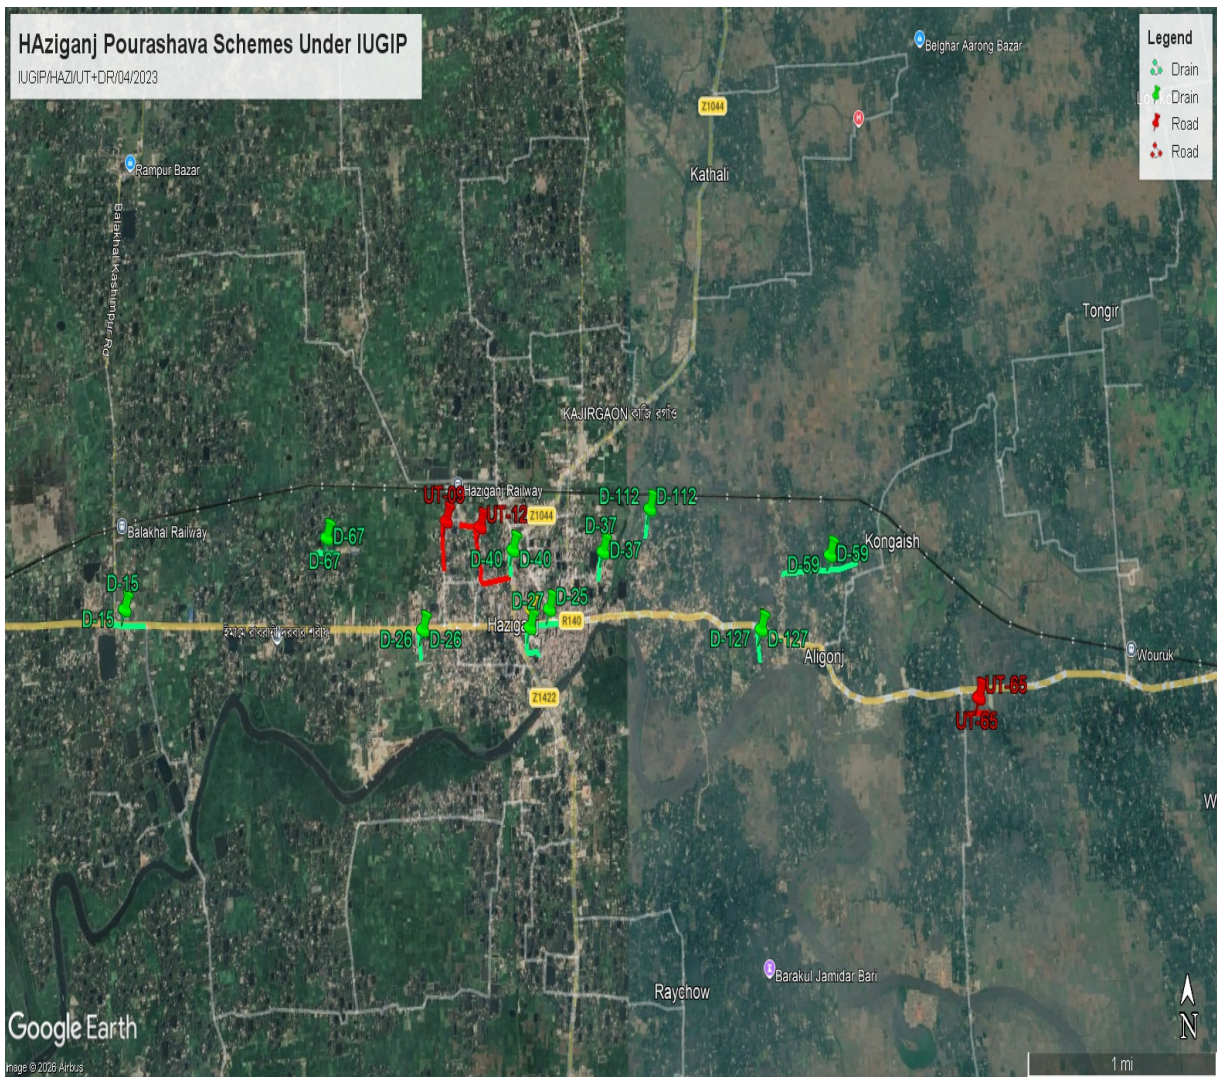 HAziganj Pourashava Schemes Under IUGIP
IUGIP/HAZI/UT+DR/04/2023
Legend
Drain
Drain
Road
Road
Belghar Aarong Bazar
Z1044
Rampur Bazar
Kathali
Balakhal Kashimpur Rd
Tongir
KAJIRGAON কাজি রগাঁও
Haziganj Railway
UT-09
UT-12
Z1044
D-112
D-112
D-37
D-37
Balakhal Railway
D-67
D-67
D-40
D-40
Kongaish
D-59
D-59
D-15
D-15
D-27
D-25
R140
D-26
D-26
D-127
D-127
Aligonj
Wouruk
UT-65
UT-65
Z1422
W
Barakul Jamidar Bari
Raychow
Google Earth
N
1 mi
mage © 2026 Airbus